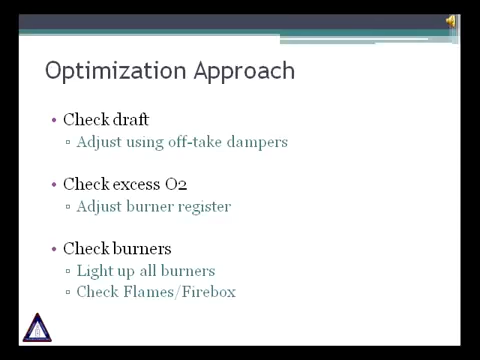 Optimization Approach
• Check draft
▫ Adjust using off-take dampers
• Check excess O2
▫ Adjust burner register
• Check burners
▫ Light up all burners
▫ Check Flames/Firebox